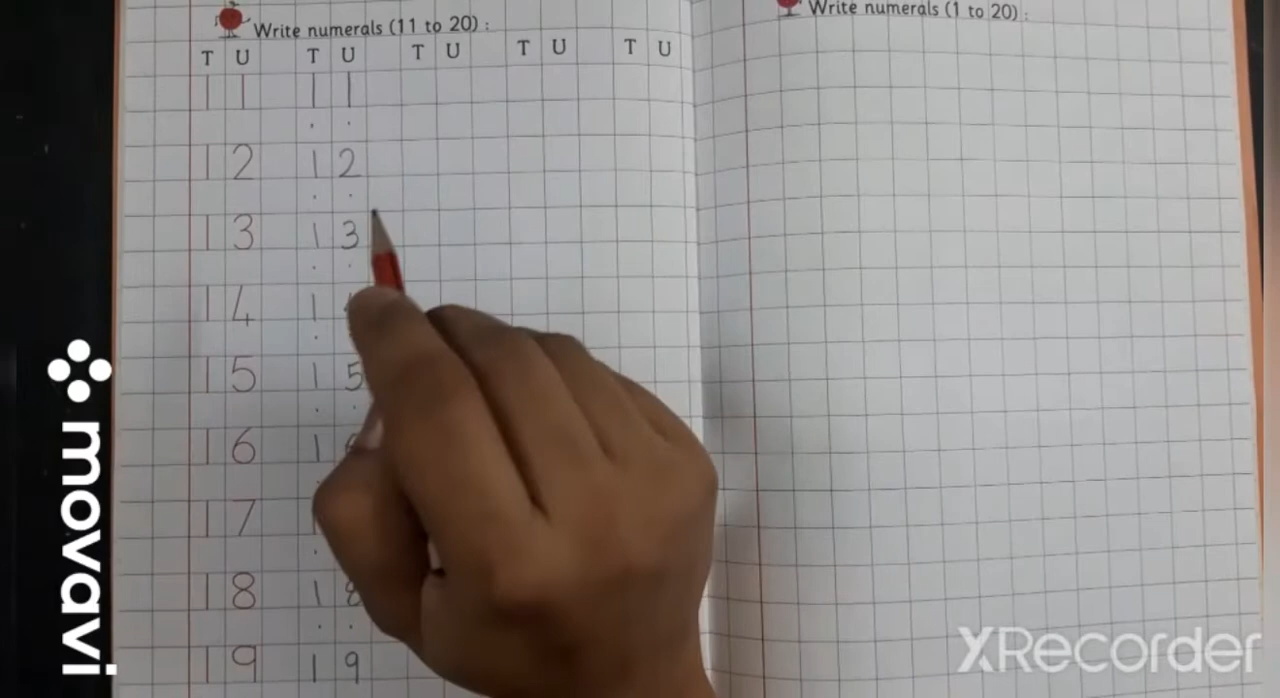 Write numerals (11 to 20) :
Write numerals (1 to 20) :
T U T U T U T U T U
11 11
12 12
13 13
14 1
15 15
16 1
17
18 18
19 19
movavi
XRecorder